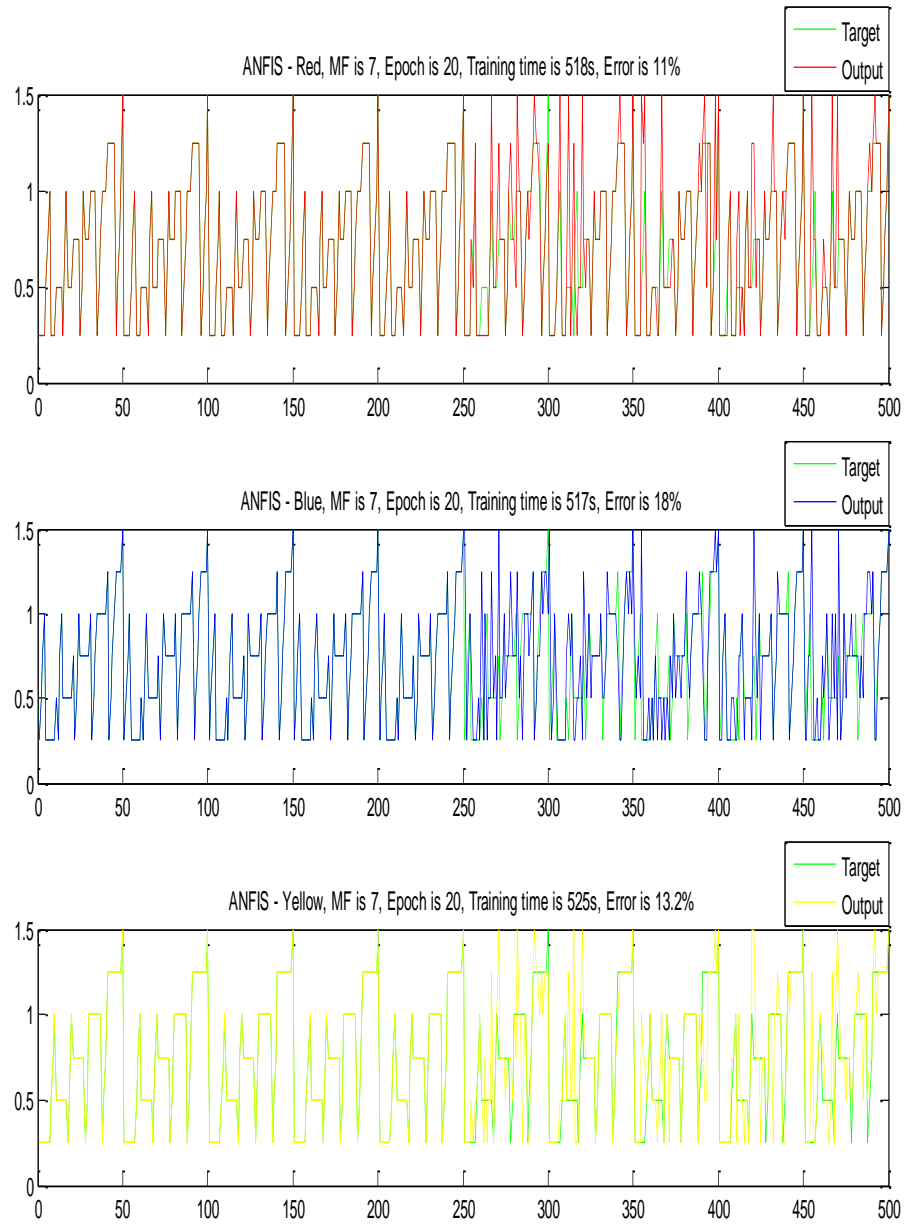 Target
Output
ANFIS - Red, MF is 7, Epoch is 20, Training time is 518s, Error is 11%
1.5
1
0.5
0
0 50 100 150 200 250 300 350 400 450 500
Target
Output
ANFIS - Blue, MF is 7, Epoch is 20, Training time is 517s, Error is 18%
1.5
1
0.5
0
0 50 100 150 200 250 300 350 400 450 500
Target
Output
ANFIS - Yellow, MF is 7, Epoch is 20, Training time is 525s, Error is 13.2%
1.5
1
0.5
0
0 50 100 150 200 250 300 350 400 450 500